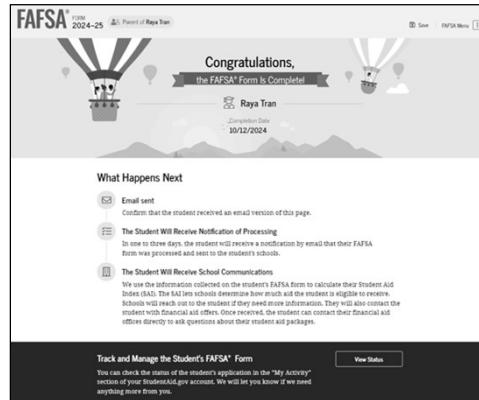 FAFSA®
FORM
2024–25
Parent of Raya Tran
Save
FAFSA Menu
Congratulations,
the FAFSA® Form Is Complete!
Raya Tran
Completion Date
10/12/2024
What Happens Next
Email sent
Confirm that the student received an email version of this page.
The Student Will Receive Notification of Processing
In one to three days, the student will receive a notification by email that their FAFSA
form was processed and sent to the student's schools.
The Student Will Receive School Communications
We use the information collected on the student's FAFSA form to calculate their Student Aid
Index (SAI). The SAI lets schools determine how much aid the student is eligible to receive.
Schools will reach out to the student if they need more information. They will also contact the
student with financial aid offers. Once received, the student can contact their financial aid
offices directly to ask questions about their student aid packages.
Track and Manage the Student's FAFSA® Form
View Status
You can check the status of the student's application in the "My Activity"
section of your StudentAid.gov account. We will let you know if we need
anything more from you.